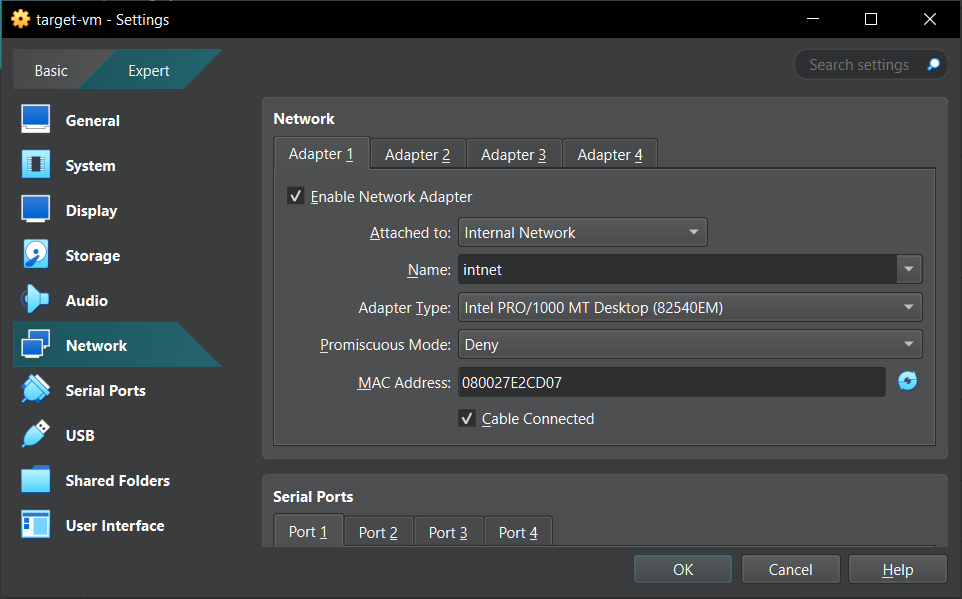 target-vm - Settings
Basic
Expert
Search settings
General
System
Display
Storage
Audio
Network
Serial Ports
USB
Shared Folders
User Interface
Network
Adapter 1
Adapter 2
Adapter 3
Adapter 4
Enable Network Adapter
Attached to: Internal Network
Name: intnet
Adapter Type: Intel PRO/1000 MT Desktop (82540EM)
Promiscuous Mode: Deny
MAC Address: 080027E2CD07
Cable Connected
Serial Ports
Port 1
Port 2
Port 3
Port 4
OK
Cancel
Help